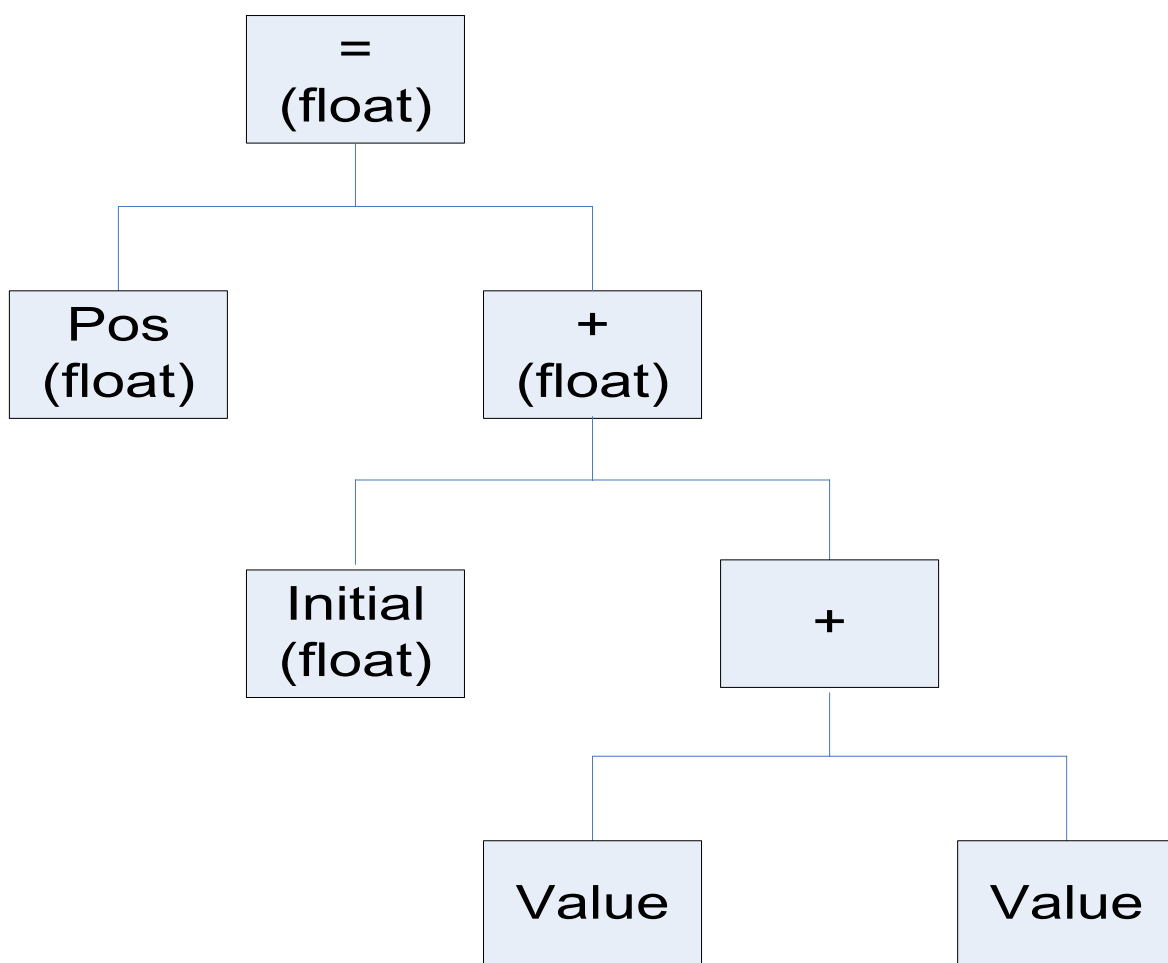 =
(float)
Pos
(float)
+
(float)
Initial
(float)
+
Value
Value